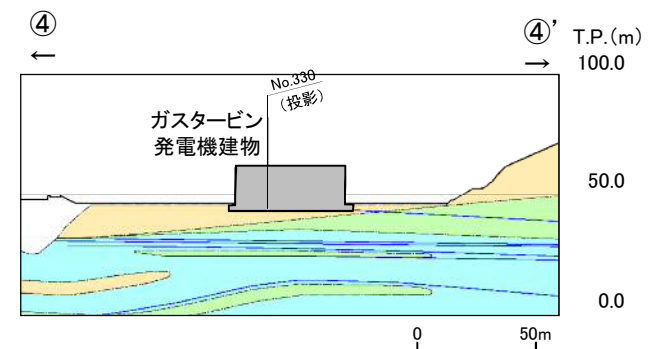 ④ ④’
← →
T.P.(m)
100.0
No.330
(投影)
ガスタービン
発電機建物
50.0
0.0
0 50m